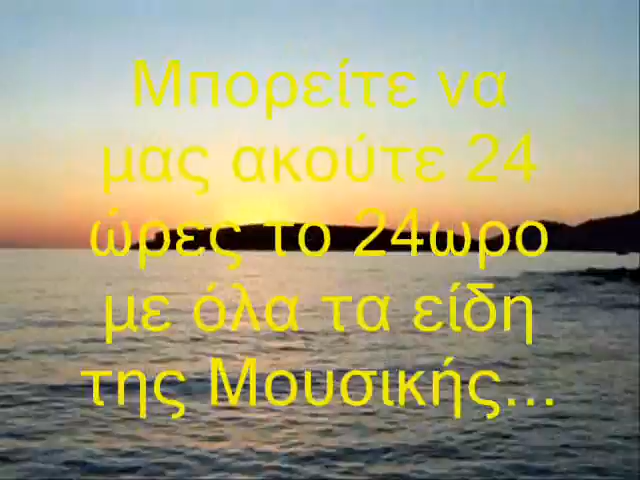 Μπορείτε να
μας ακούτε 24
ώρες το 24ωρο
με όλα τα είδη
της Μουσικής...